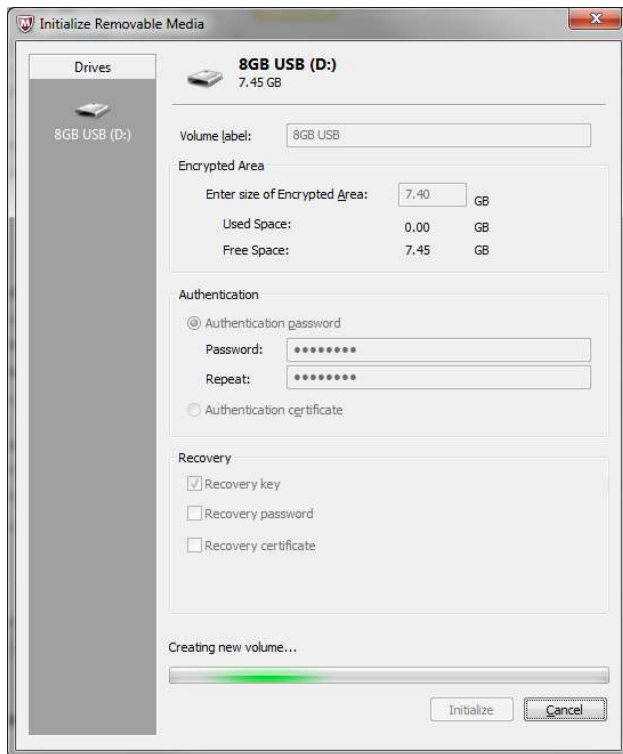 Initialize Removable Media
Drives
8GB USB (D:)
8GB USB (D:)
7.45 GB
Volume label: 8GB USB
Encrypted Area
Enter size of Encrypted Area: 7.40 GB
Used Space: 0.00 GB
Free Space: 7.45 GB
Authentication
Authentication password
Password: ●●●●●●●●
Repeat: ●●●●●●●●
Authentication certificate
Recovery
Recovery key
Recovery password
Recovery certificate
Creating new volume...
Initialize Cancel